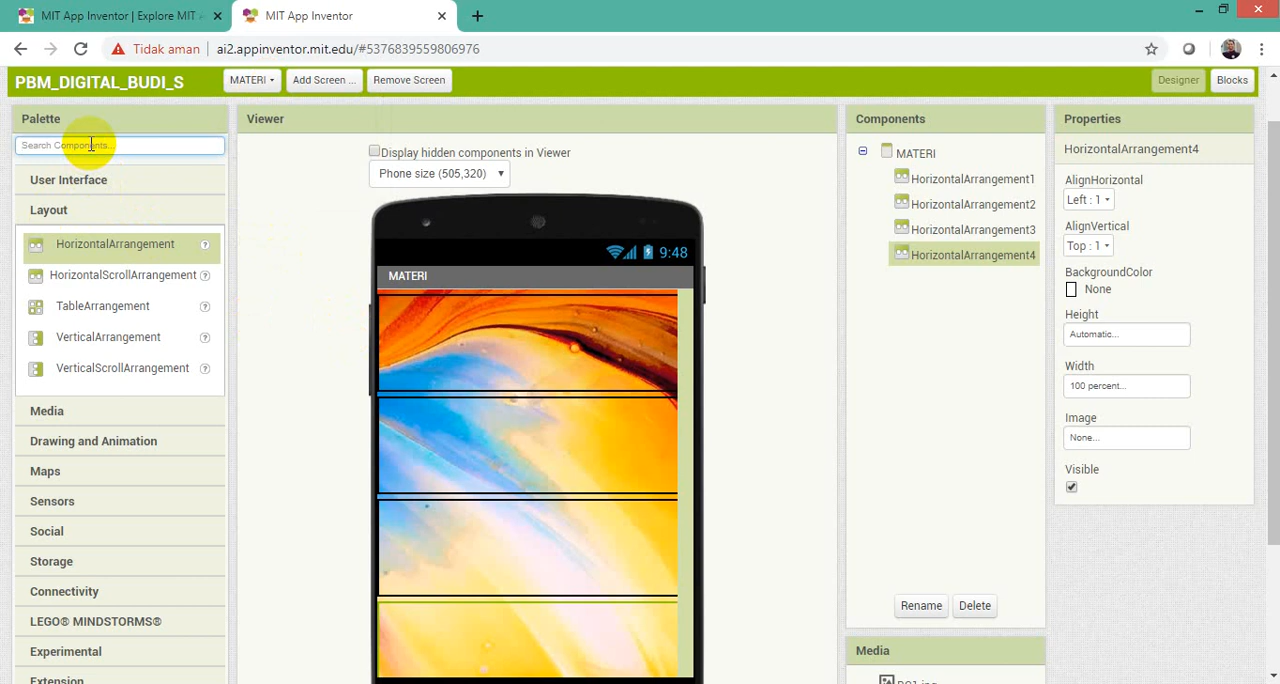 MIT App Inventor | Explore MIT
MIT App Inventor
Tidak aman
ai2.appinventor.mit.edu/#5376839559806976
PBM_DIGITAL_BUDI_S
MATERI
Add Screen ...
Remove Screen
Designer
Blocks
Palette
Search Components...
User Interface
Layout
HorizontalArrangement
HorizontalScrollArrangement
TableArrangement
VerticalArrangement
VerticalScrollArrangement
Media
Drawing and Animation
Maps
Sensors
Social
Storage
Connectivity
LEGO® MINDSTORMS®
Experimental
Extension
Viewer
Display hidden components in Viewer
Phone size (505,320)
9:48
MATERI
Components
MATERI
HorizontalArrangement1
HorizontalArrangement2
HorizontalArrangement3
HorizontalArrangement4
Rename
Delete
Media
Properties
HorizontalArrangement4
AlignHorizontal
Left : 1
AlignVertical
Top : 1
BackgroundColor
None
Height
Automatic...
Width
100 percent...
Image
None...
Visible